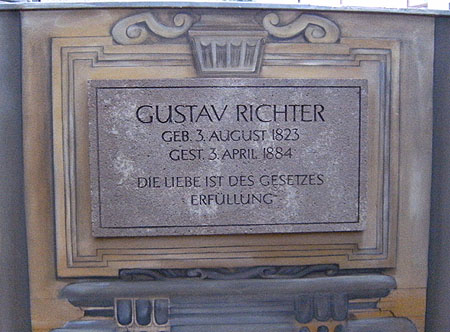 GUSTAV RICHTER
GEB. 3. AUGUST 1823
GEST. 3. APRIL 1884
DIE LIEBE IST DES GESETZES
ERFÜLLUNG